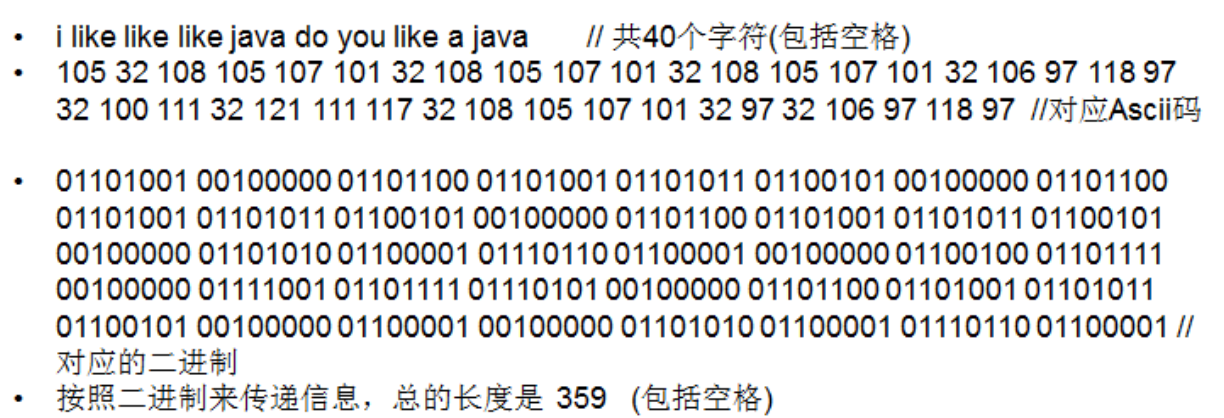 • i like like like java do you like a java // 共40个字符(包括空格)
• 105 32 108 105 107 101 32 108 105 107 101 32 108 105 107 101 32 106 97 118 97
32 100 111 32 121 111 117 32 108 105 107 101 32 97 32 106 97 118 97 //对应Ascii码
• 01101001 00100000 01101100 01101001 01101011 01100101 00100000 01101100
01101001 01101011 01100101 00100000 01101100 01101001 01101011 01100101
00100000 01101010 01100001 01110110 01100001 00100000 01100100 01101111
00100000 01111001 01101111 01110101 00100000 01101100 01101001 01101011
01100101 00100000 01100001 00100000 01101010 01100001 01110110 01100001 //
对应的二进制
• 按照二进制来传递信息，总的长度是 359 (包括空格)